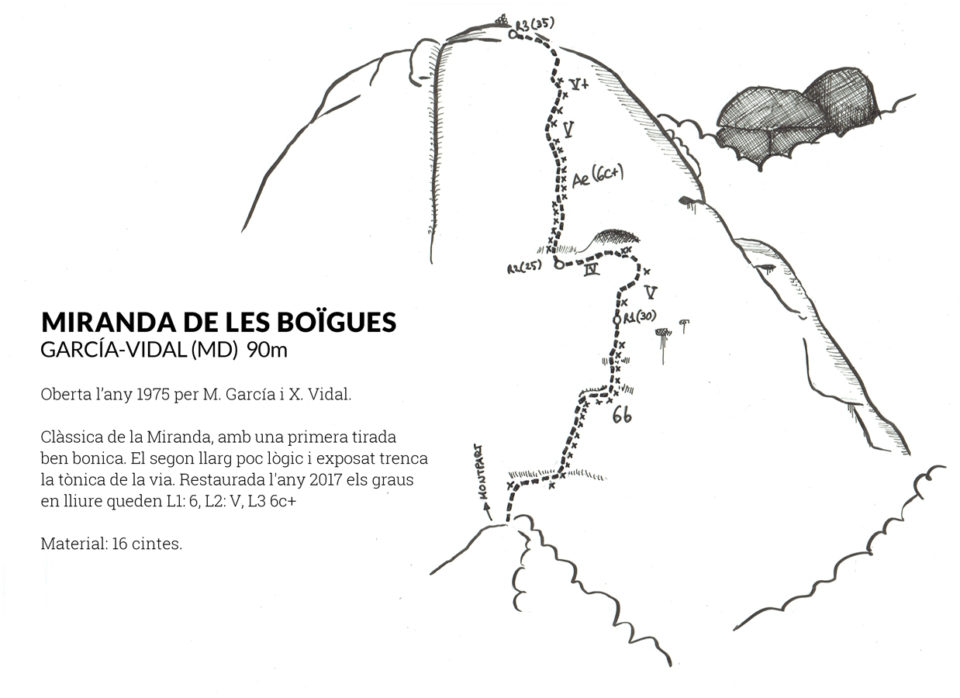 R3(35)
V+
V
Ae(6c+)
R2(25)
IV
V
R1(30)
6b
MONTPART
MIRANDA DE LES BOÏGUES
GARCÍA-VIDAL (MD) 90m
Oberta l'any 1975 per M. García i X. Vidal.
Clàssica de la Miranda, amb una primera tirada
ben bonica. El segon llarg poc lògic i exposat trenca
la tònica de la via. Restaurada l'any 2017 els graus
en lliure queden L1: 6, L2: V, L3 6c+
Material: 16 cintes.